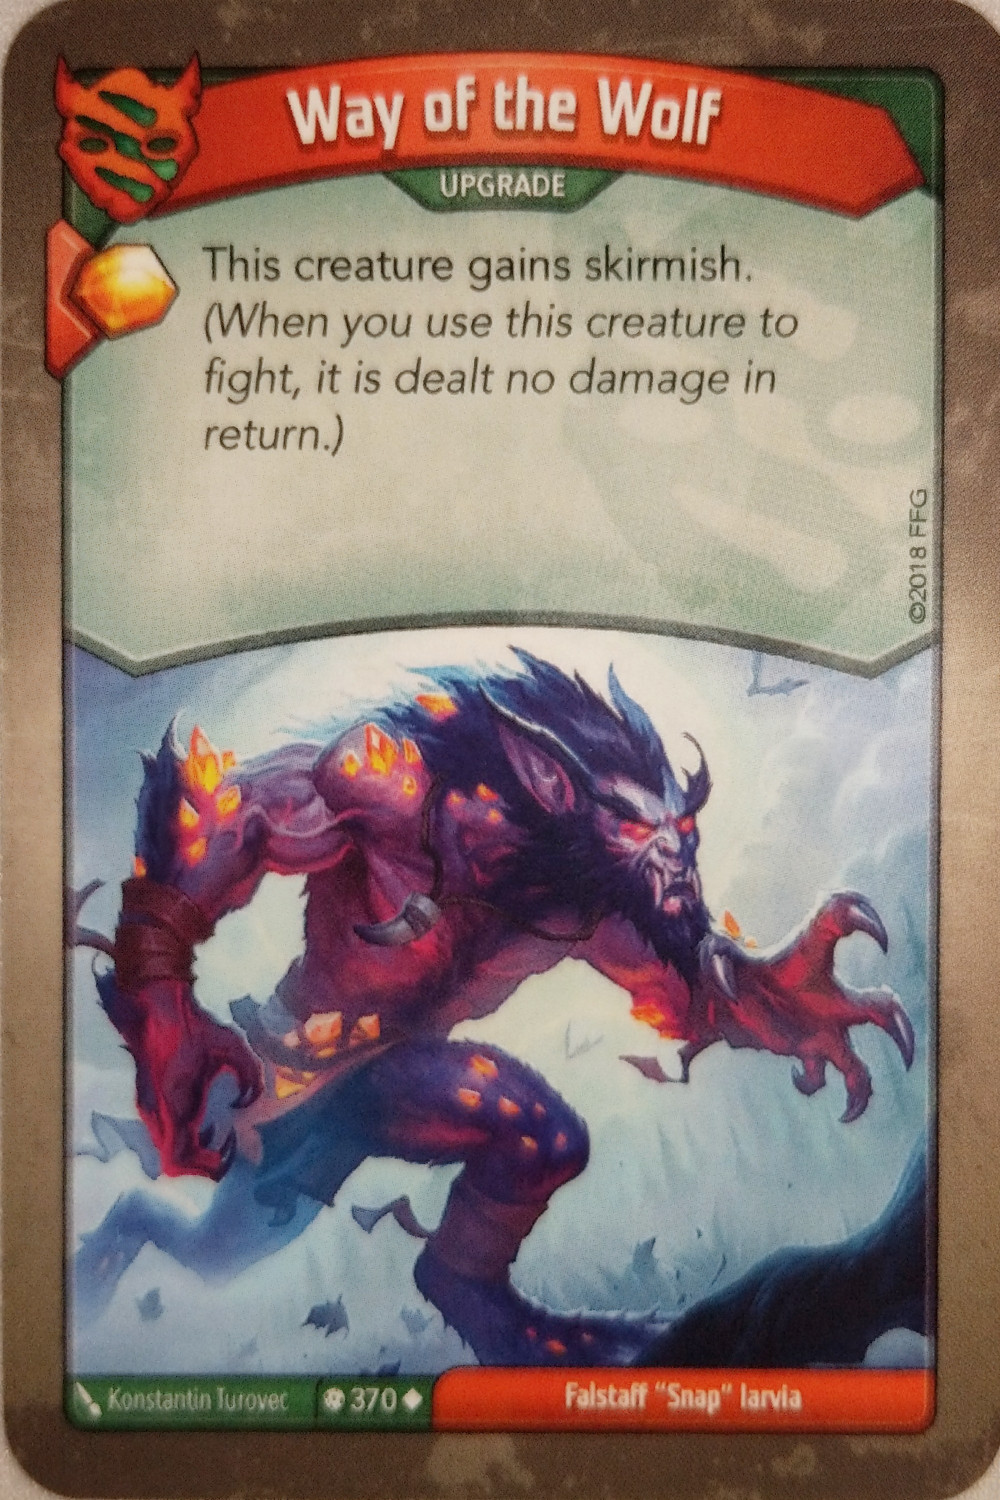 Way of the Wolf
UPGRADE
This creature gains skirmish.
(When you use this creature to
fight, it is dealt no damage in
return.)
©2018 FFG
Konstantin Turovec
370
Falstaff "Snap" Iarvia